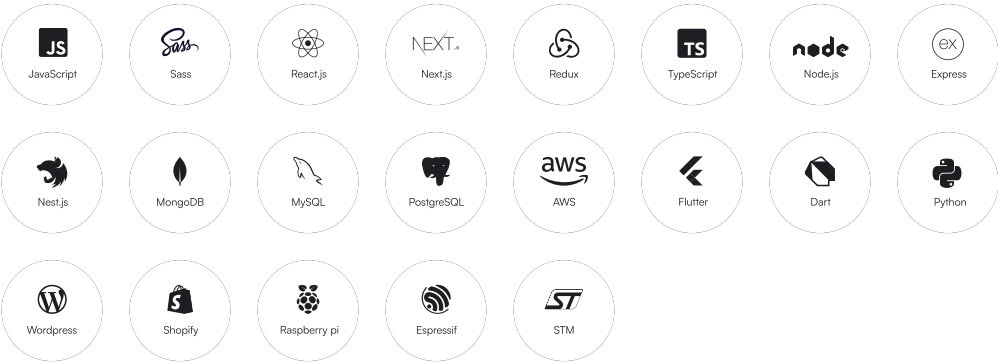 JS
JavaScript
Sass
Sass
React.js
NEXT.JS
Next.js
Redux
TS
TypeScript
node
Node.js
ex
Express
Nest.js
MongoDB
MySQL
PostgreSQL
aws
AWS
Flutter
Dart
Python
W
Wordpress
S
Shopify
Raspberry pi
Espressif
ST
STM